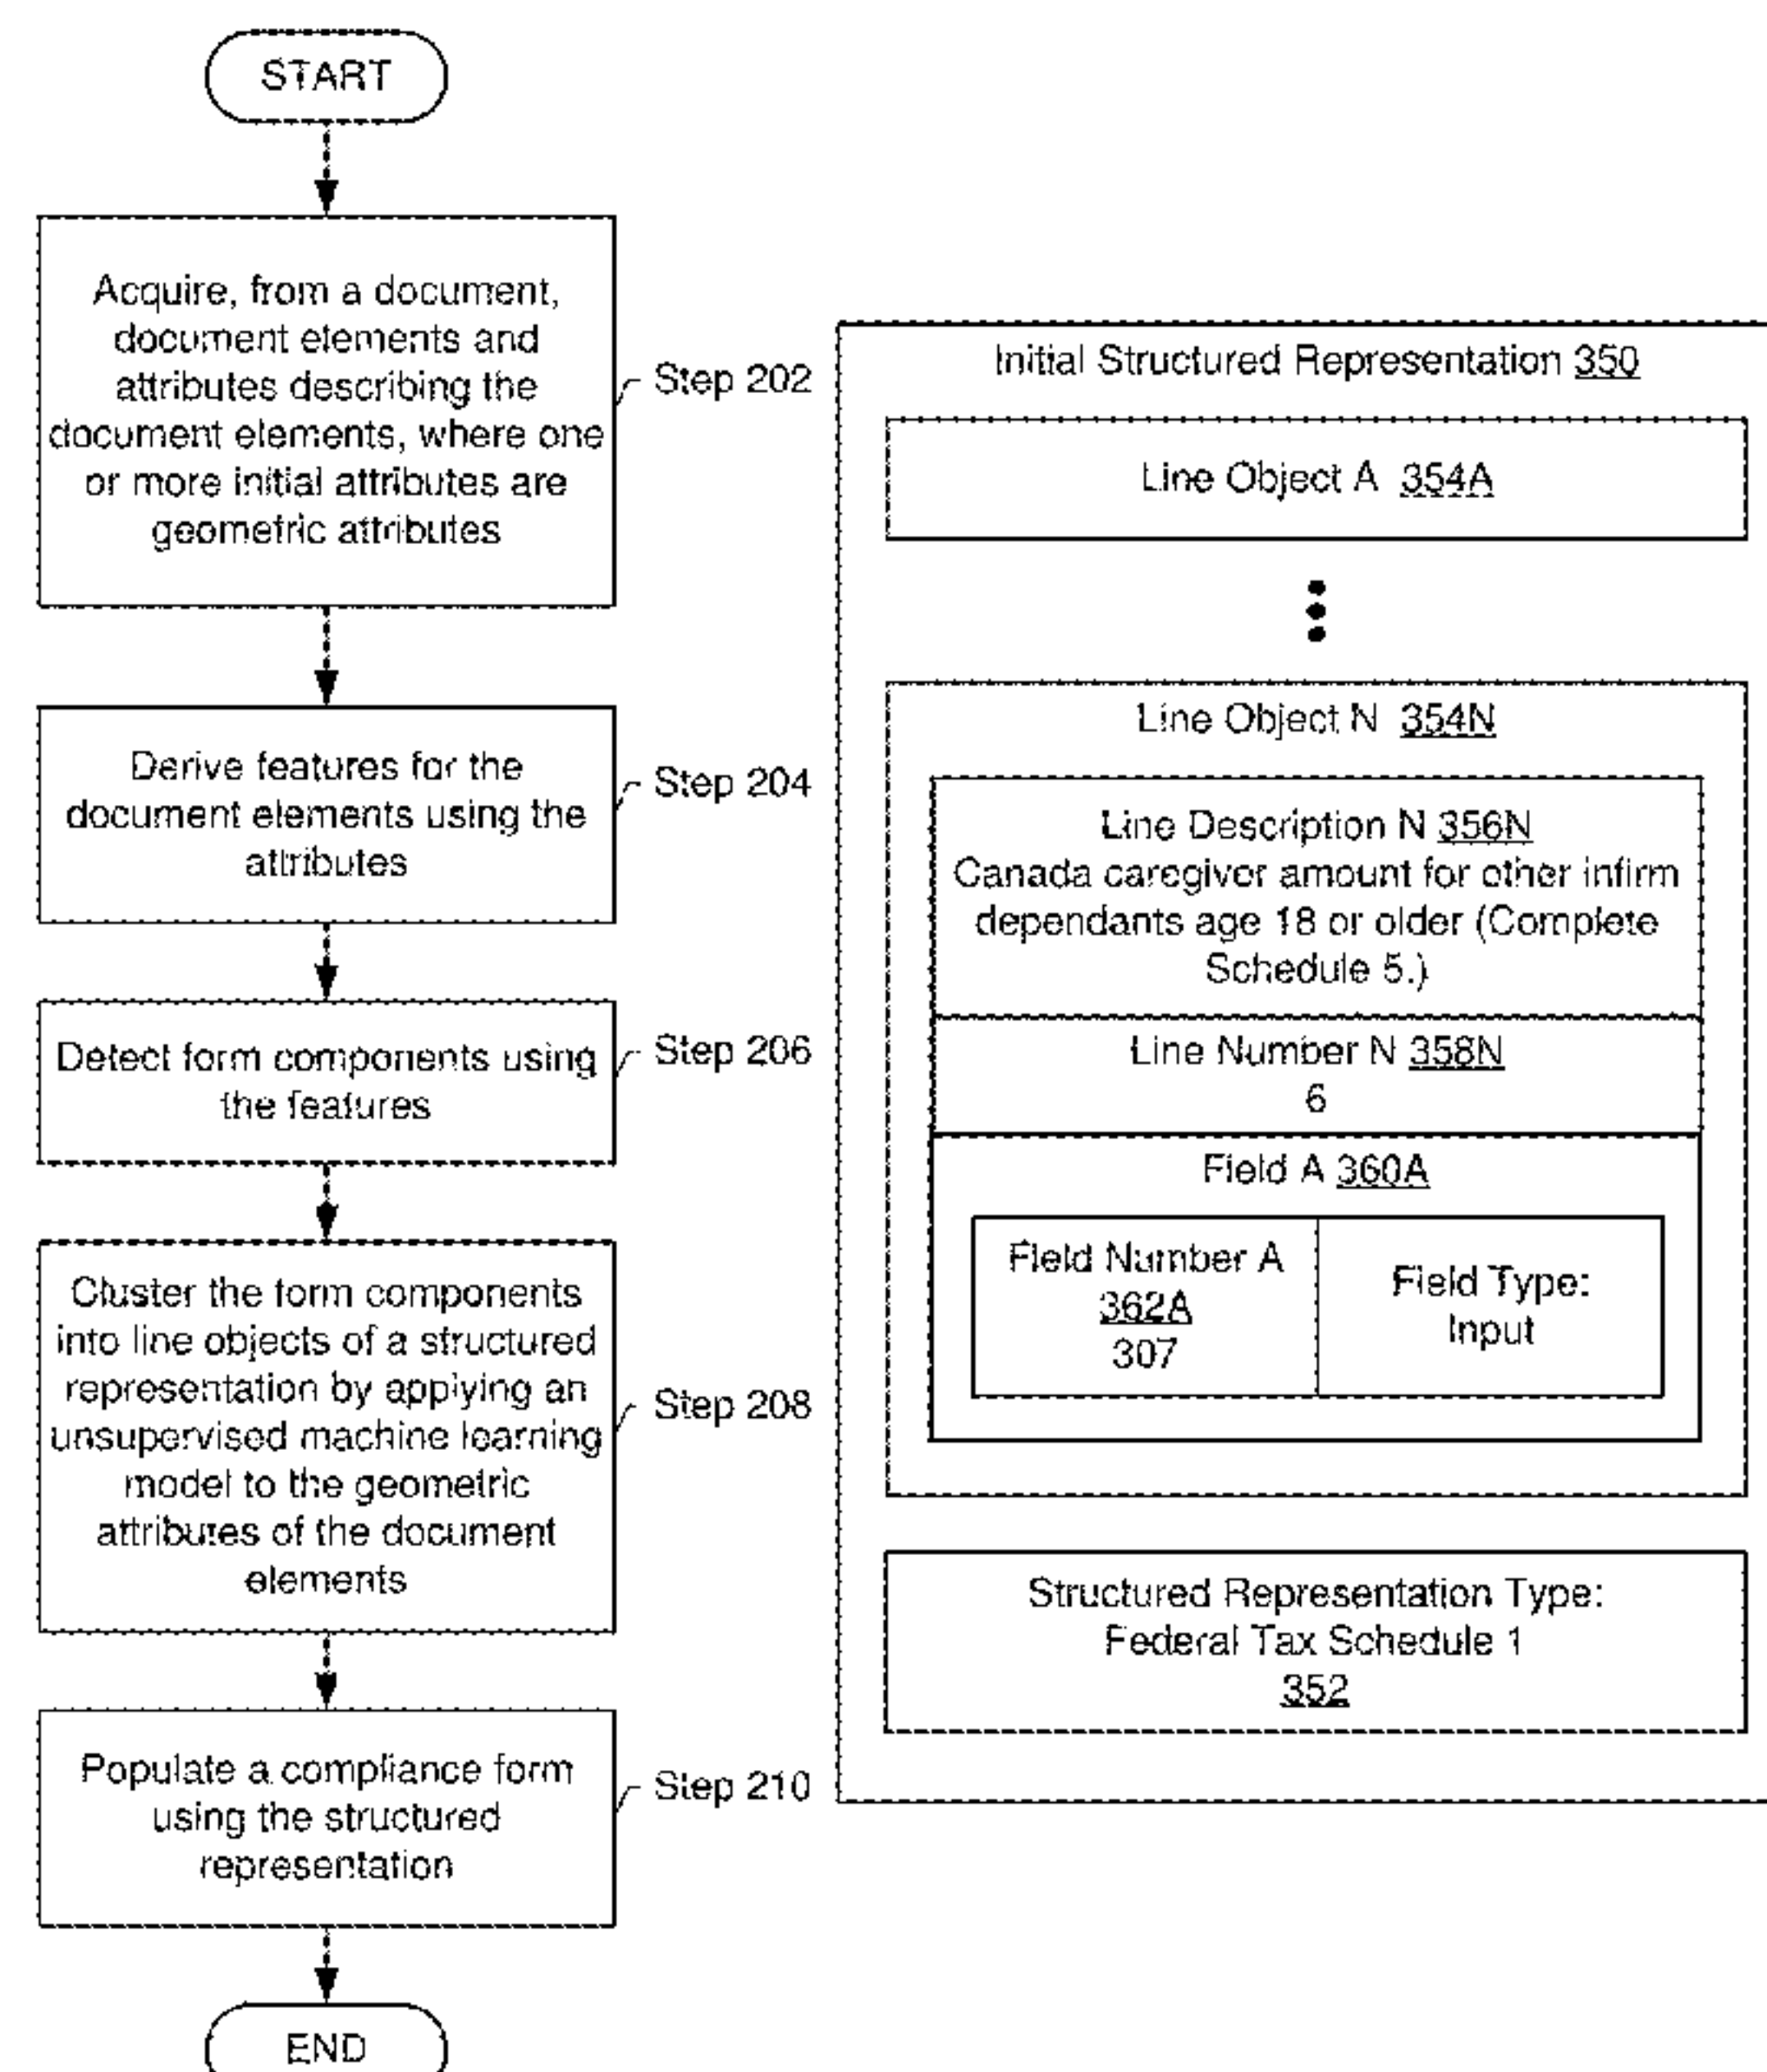 START
Acquire, from a document,
document elements and
attributes describing the
document elements, where one
or more initial attributes are
geometric attributes
Step 202
Derive features for the
document elements using the
attributes
Step 204
Detect form components using
the features
Step 206
Cluster the form components
into line objects of a structured
representation by applying an
unsupervised machine learning
model to the geometric
attributes of the document
elements
Step 208
Populate a compliance form
using the structured
representation
Step 210
END
Initial Structured Representation 350
Line Object A 354A
Line Object N 354N
Line Description N 356N
Canada caregiver amount for other infirm
dependants age 18 or older (Complete
Schedule 5.)
Line Number N 358N
6
Field A 360A
Field Number A
362A
307
Field Type:
Input
Structured Representation Type:
Federal Tax Schedule 1
352